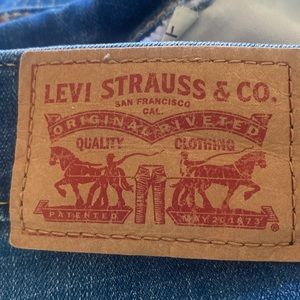 LEVI STRAUSS & CO.
SAN FRANCISCO
CAL.
ORIGINAL RIVETED
QUALITY CLOTHING
PATENTED MAY 20 1873
®